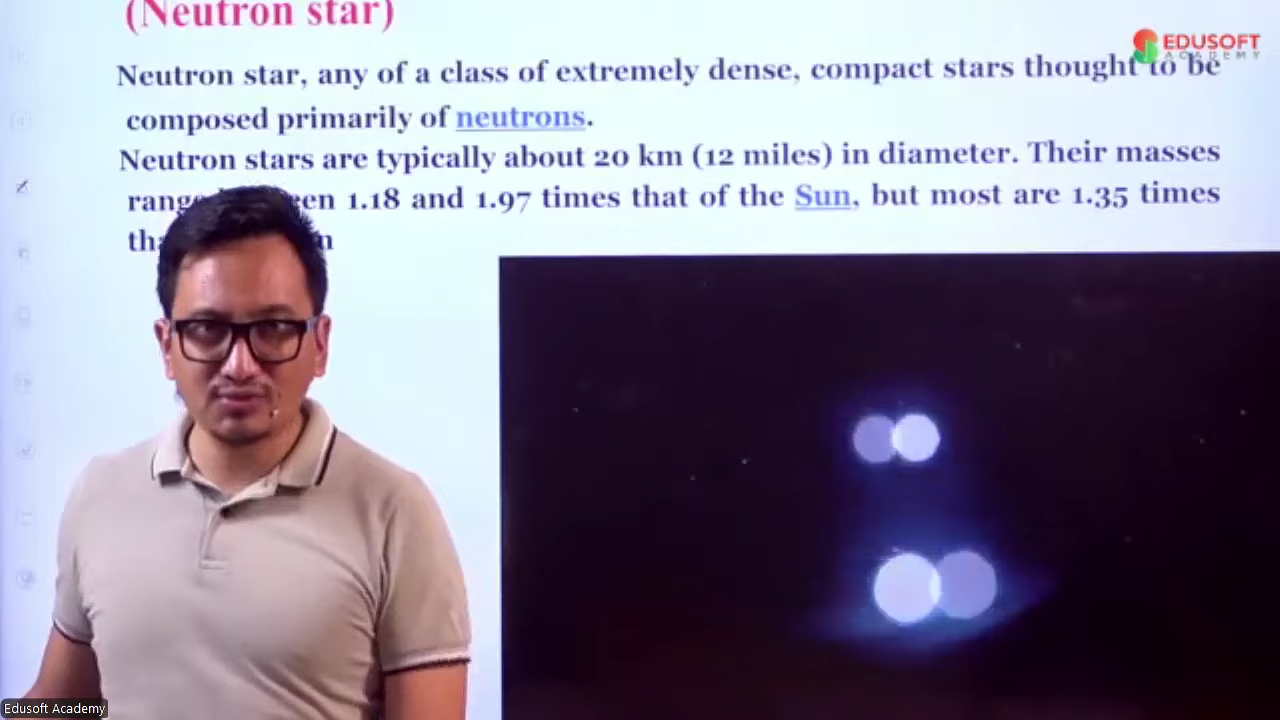 (Neutron star)
EDUSOFT
ACADEMY
Neutron star, any of a class of extremely dense, compact stars thought to be
composed primarily of neutrons.
Neutron stars are typically about 20 km (12 miles) in diameter. Their masses
1.18 and 1.97 times that of the Sun, but most are 1.35 times
Edusoft Academy